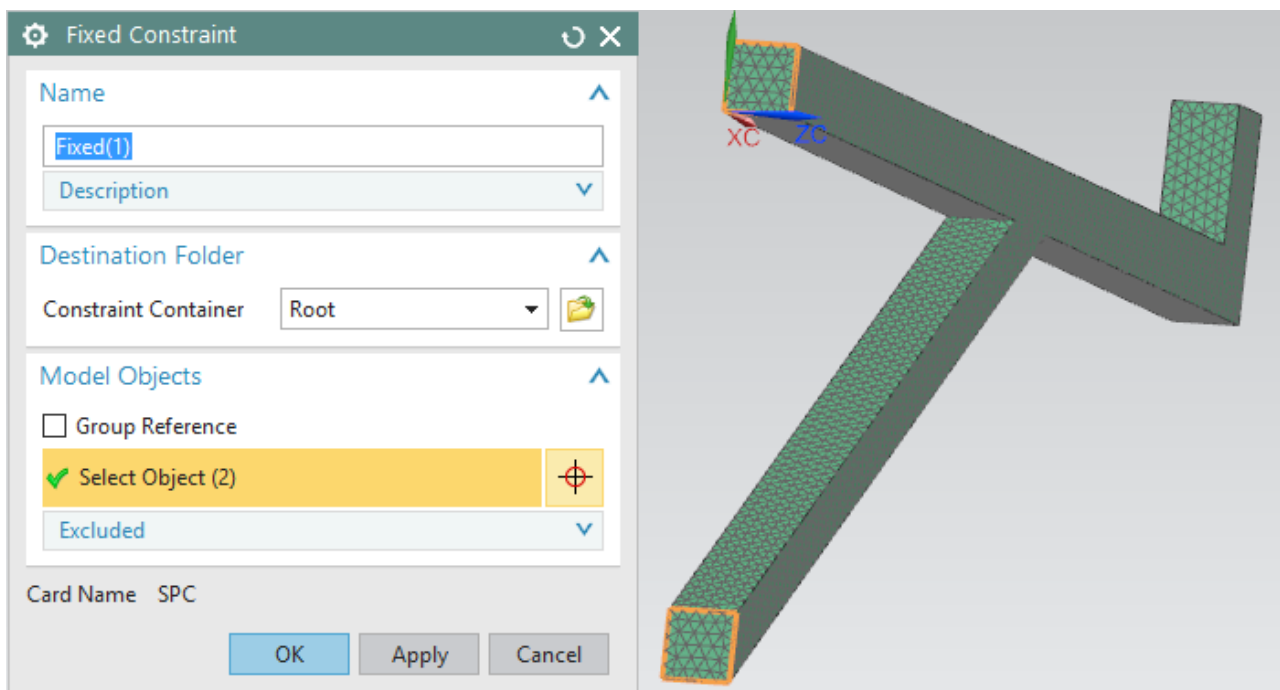 Fixed Constraint
Name
Fixed(1)
Description
Destination Folder
Constraint Container Root
Model Objects
Group Reference
Select Object (2)
Excluded
Card Name SPC
OK Apply Cancel
XC ZC